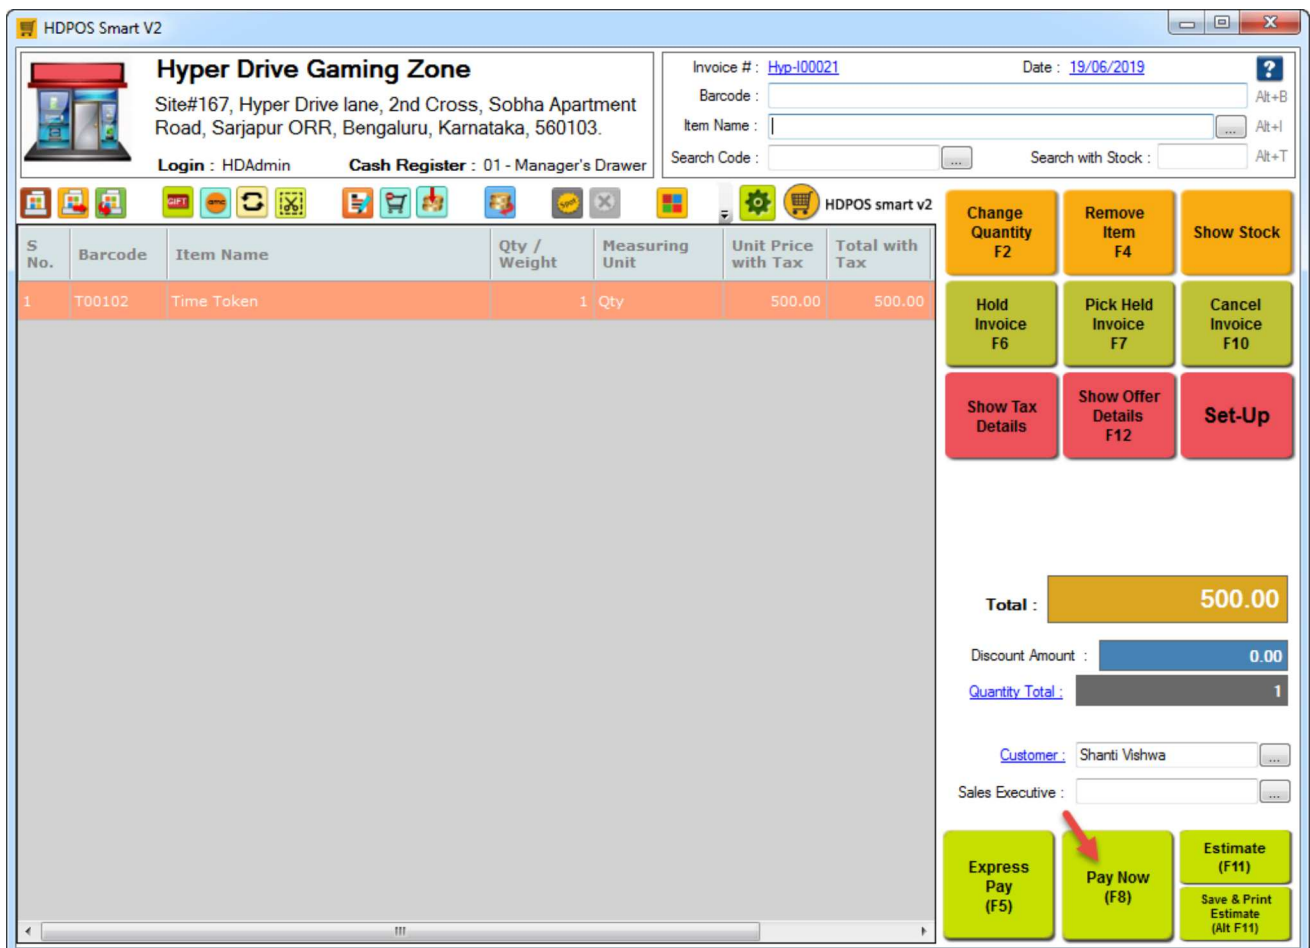 HDPOS Smart V2
Hyper Drive Gaming Zone
Site#167, Hyper Drive lane, 2nd Cross, Sobha Apartment
Road, Sarjapur ORR, Bengaluru, Karnataka, 560103.
Login : HDAdmin Cash Register : 01 - Manager's Drawer
Invoice # : Hyp-I00021 Date : 19/06/2019 ?
Barcode : Alt+B
Item Name : ... Alt+I
Search Code : ... Search with Stock : Alt+T
GIFT amc Spot HDPOS smart v2
S
No.
Barcode
Item Name
Qty /
Weight
Measuring
Unit
Unit Price
with Tax
Total with
Tax
1 T00102 Time Token 1 Qty 500.00 500.00
Change
Quantity
F2
Remove
Item
F4
Show Stock
Hold
Invoice
F6
Pick Held
Invoice
F7
Cancel
Invoice
F10
Show Tax
Details
Show Offer
Details
F12
Set-Up
Total : 500.00
Discount Amount : 0.00
Quantity Total : 1
Customer : Shanti Vishwa ...
Sales Executive : ...
Express
Pay
(F5)
Pay Now
(F8)
Estimate
(F11)
Save & Print
Estimate
(Alt F11)